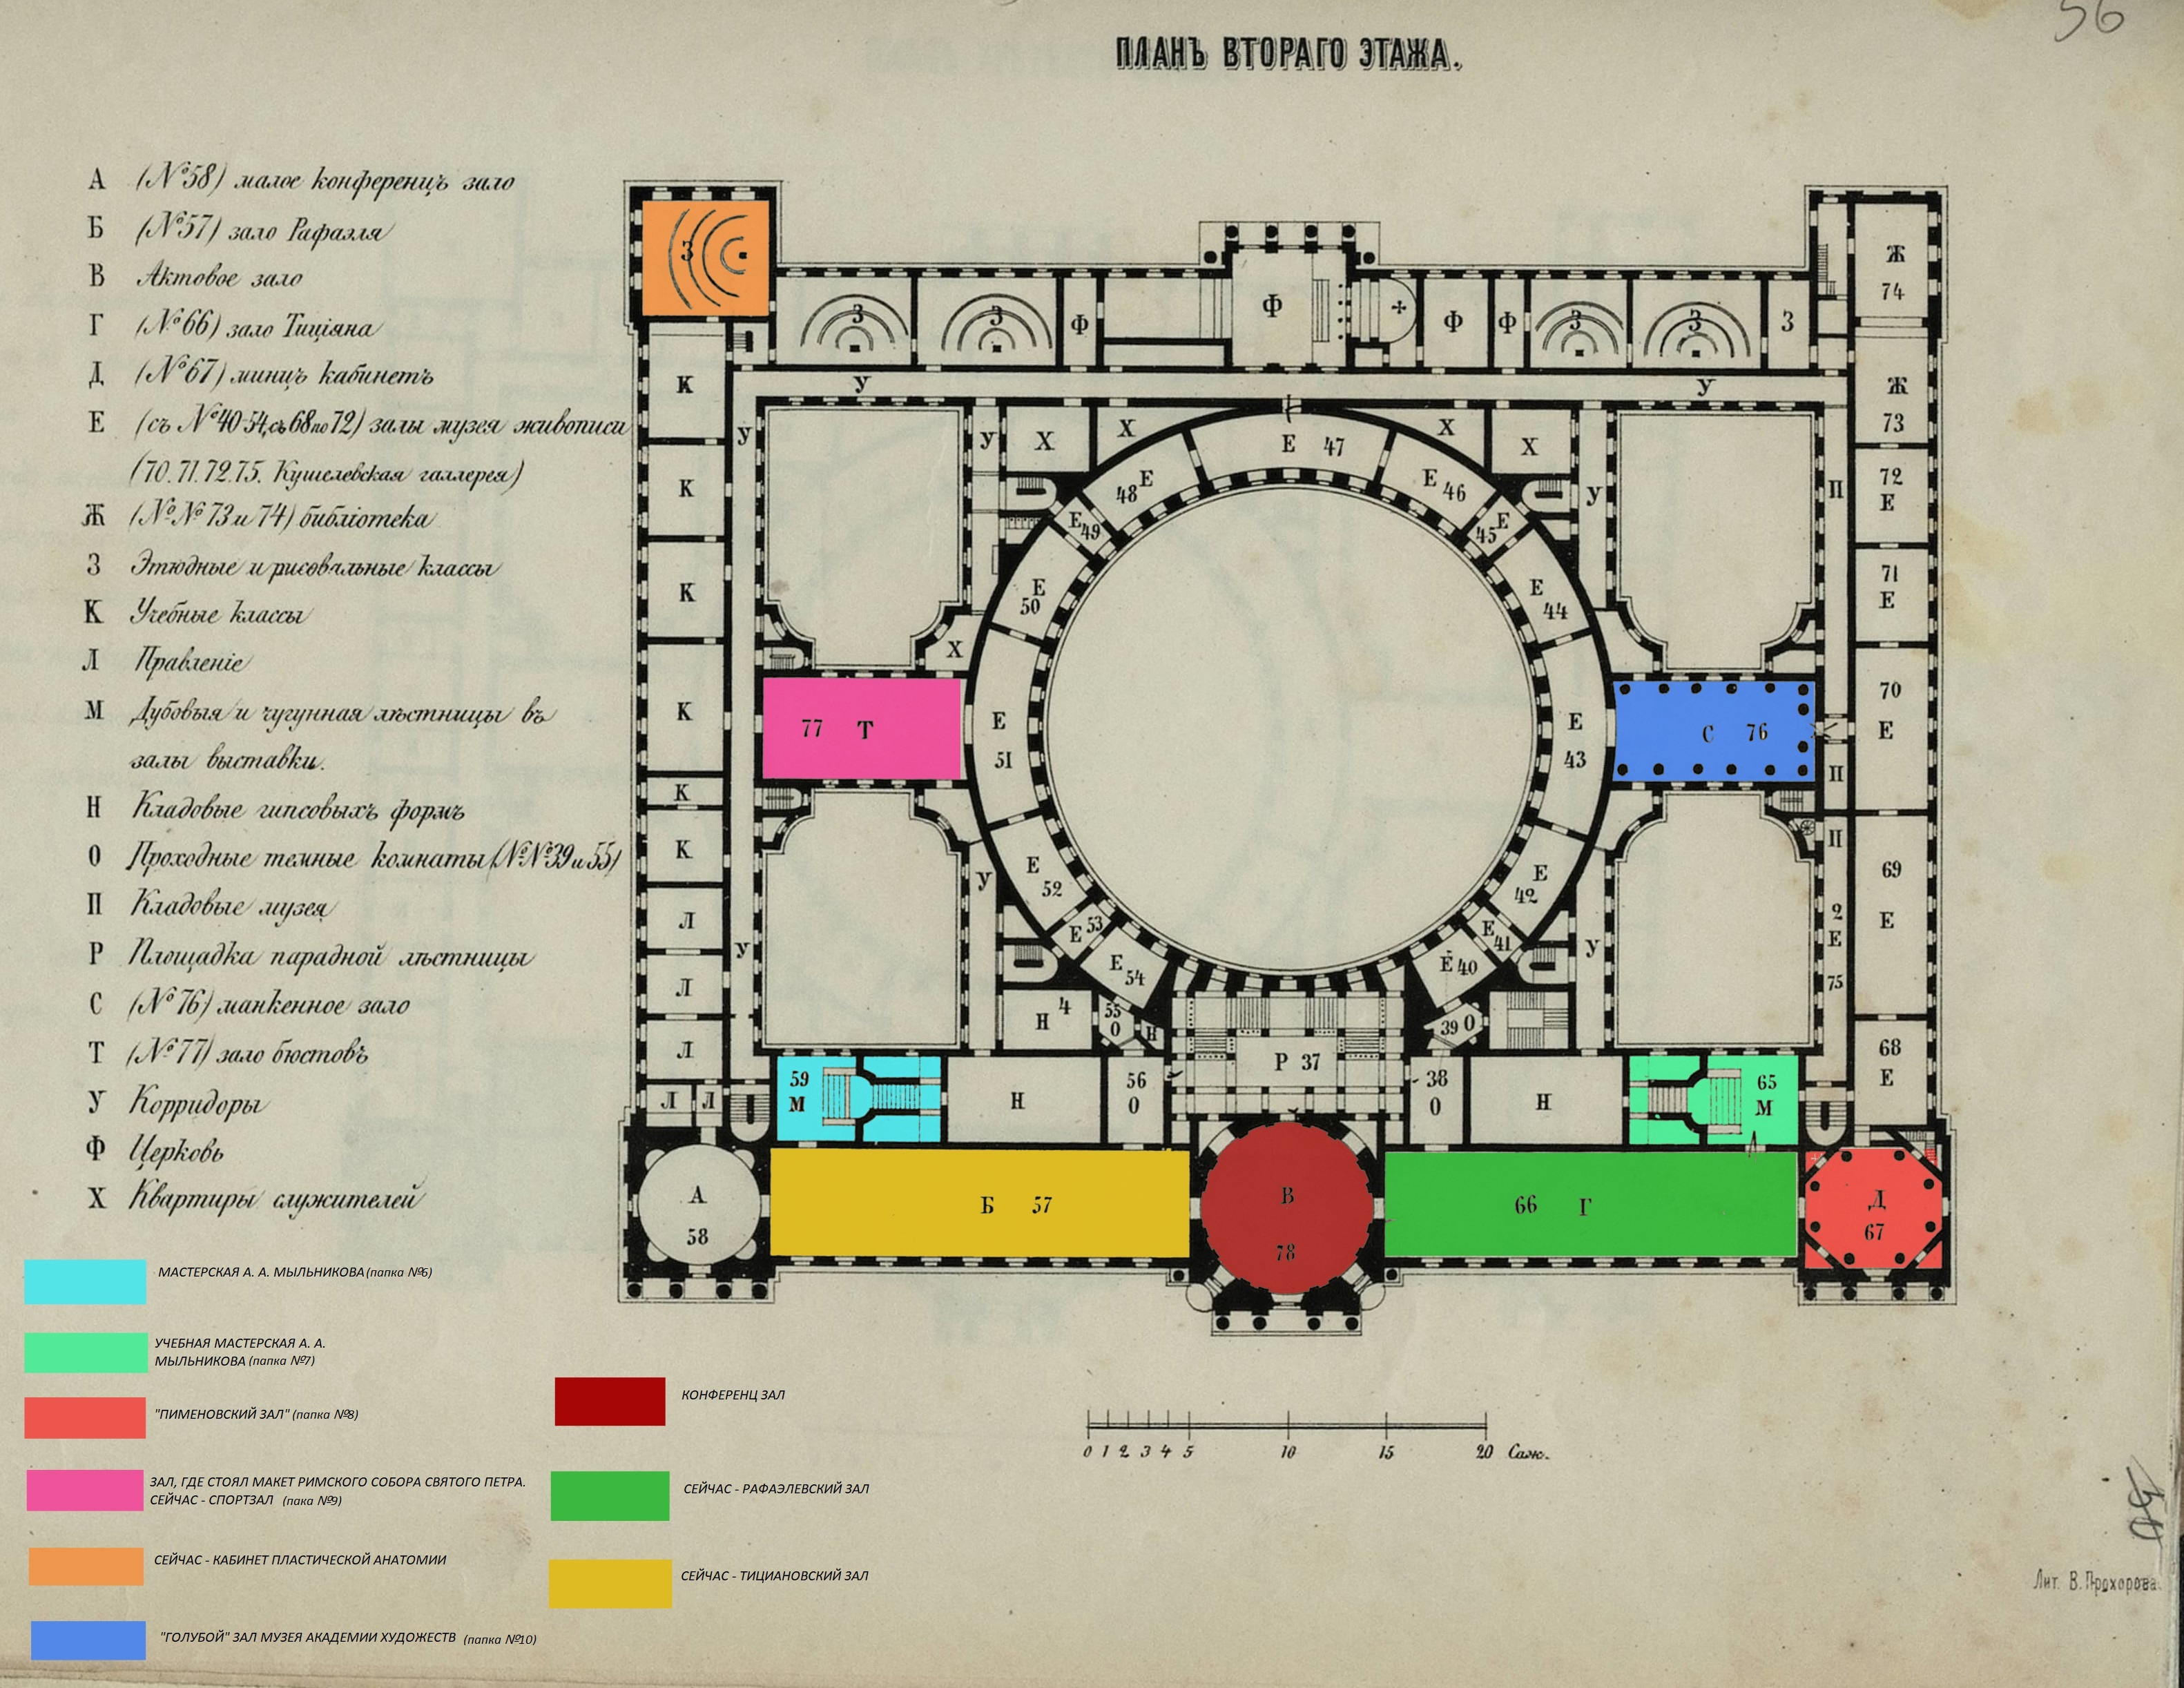 56
ПЛАНЪ ВТОРАГО ЭТАЖА.
А (№58) малое конференцъ зало
Б (№57) зало Рафаэля
В Актовое зало
Г (№66) зало Тиціяна
Д (№67) минцъ кабинетъ
Е (съ №40-54, съ 68 по 72) залы музея живописи
(70. 71. 72. 75. Кушелевская галлерея)
Ж (№№ 73 и 74) библіотека
З Этюдные и рисовальные классы
К Учебные классы
Л Правленіе
М Дубовыя и чугунная лѣстницы въ
залы выставки.
Н Кладовые гипсовыхъ формъ
О Проходные темные комнаты (№№39 и 55)
П Кладовые музея
Р Площадка парадной лѣстницы
С (№76) манкенное зало
Т (№77) зало бюстовъ
У Корридоры
Ф Церковь
Х Квартиры служителей
З
З З Ф Ф Ф Ф З З З
Ж
74
К У У Ж
73
У У Х Х Е 47 Х Х
К 48 Е Е 46 У П 72
Е
Е 49 45 Е
К Е
50 Е
44 71
Е
Х
К 77 Т Е
51 Е
43 С 76 70
Е
П
К
К У Е
52 Е
42 П 69
Е
Л У Е 53 Е 41 У 2
Е
75
Л Е
54 Е 40
Л Н 4 55
О Н Р 37 39 О 68
Е
Л Л 59
М Н 56
О 38
О Н 65
М
А
58 Б 57 В
78 66 Г Д
67
МАСТЕРСКАЯ А. А. МЫЛЬНИКОВА (папка №6)
УЧЕБНАЯ МАСТЕРСКАЯ А. А.
МЫЛЬНИКОВА (папка №7)
"ПИМЕНОВСКИЙ ЗАЛ" (папка №8)
ЗАЛ, ГДЕ СТОЯЛ МАКЕТ РИМСКОГО СОБОРА СВЯТОГО ПЕТРА.
СЕЙЧАС - СПОРТЗАЛ (пака №9)
СЕЙЧАС - КАБИНЕТ ПЛАСТИЧЕСКОЙ АНАТОМИИ
"ГОЛУБОЙ" ЗАЛ МУЗЕЯ АКАДЕМИИ ХУДОЖЕСТВ (папка №10)
КОНФЕРЕНЦ ЗАЛ
СЕЙЧАС - РАФАЭЛЕВСКИЙ ЗАЛ
СЕЙЧАС - ТИЦИАНОВСКИЙ ЗАЛ
0 1 2 3 4 5 10 15 20 Саж.
Лит. В. Прохорова.